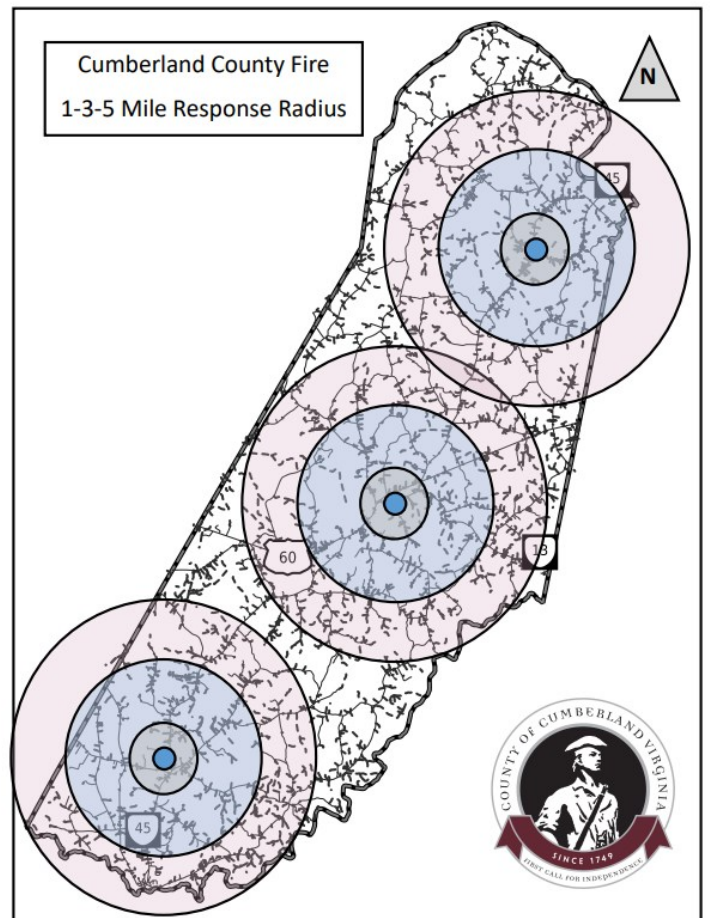 Cumberland County Fire
1-3-5 Mile Response Radius
N
45
60
13
45
COUNTY OF CUMBERLAND VIRGINIA
SINCE 1749
FIRST CALL FOR INDEPENDENCE